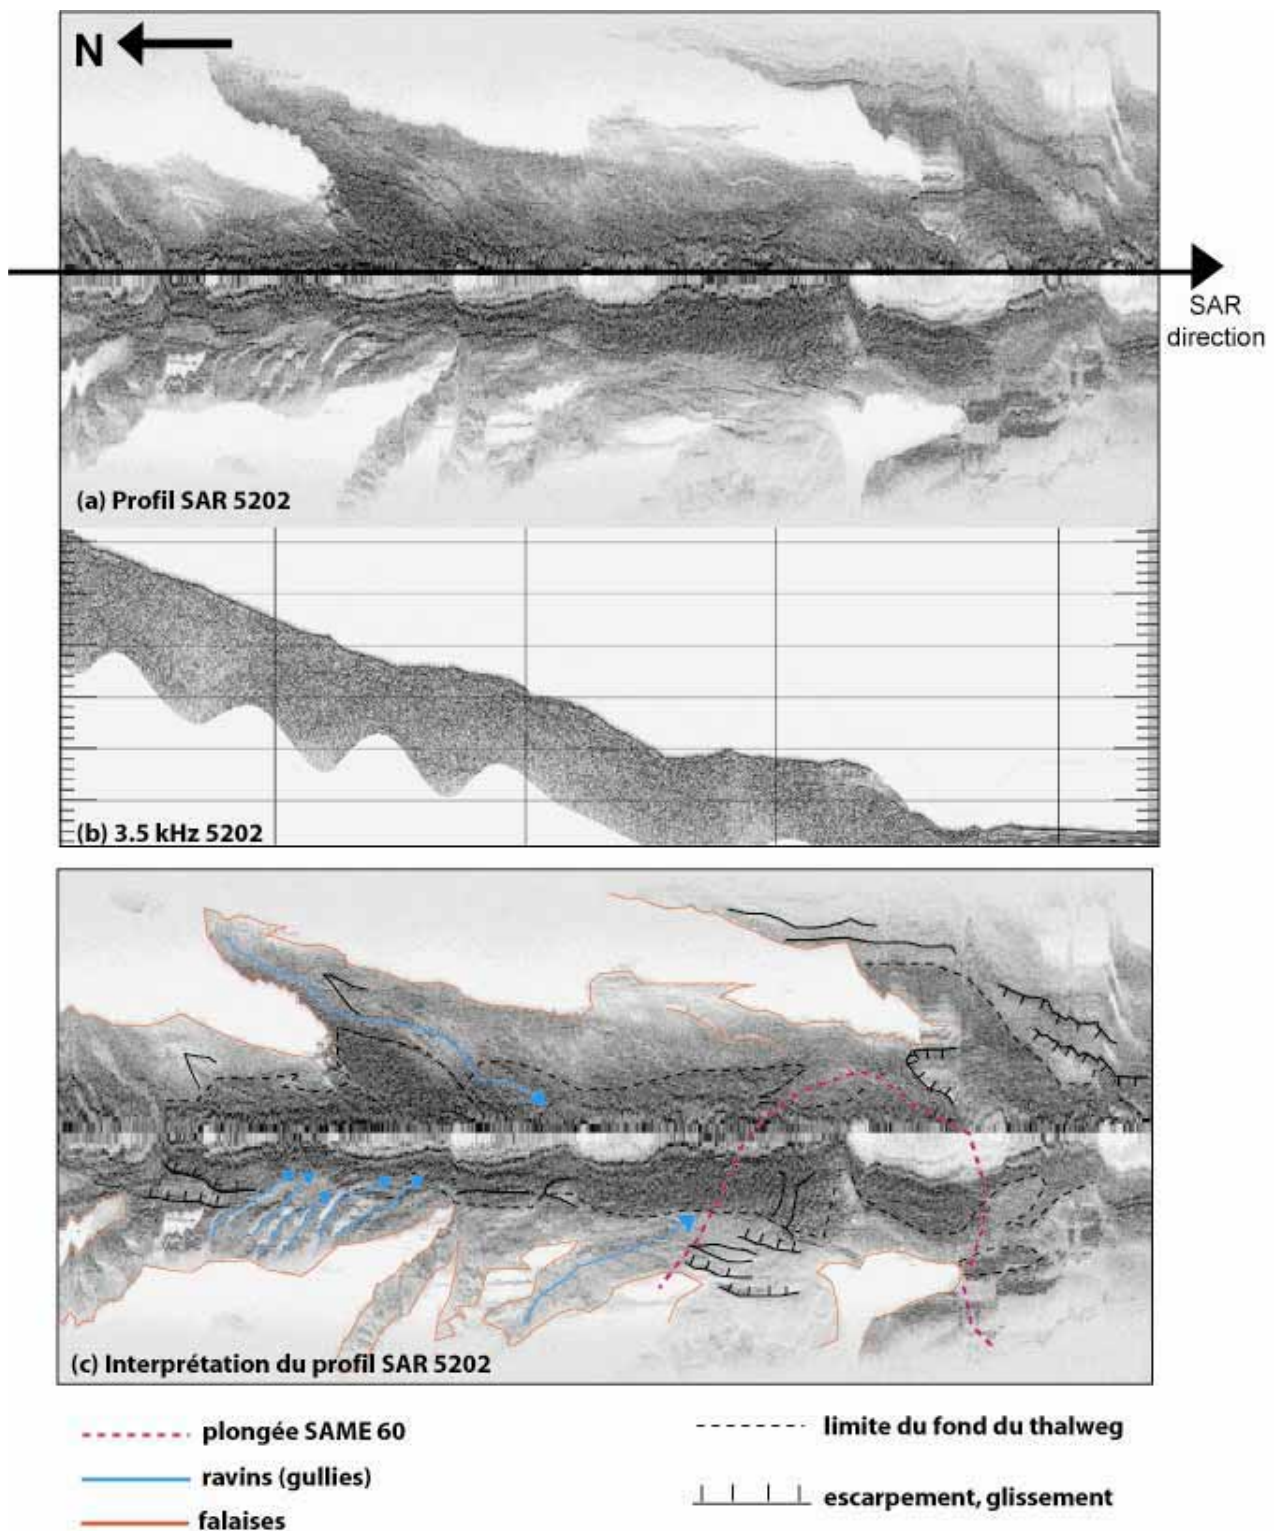 N
SAR
direction
(a) Profil SAR 5202
(b) 3.5 kHz 5202
(c) Interprétation du profil SAR 5202
plongée SAME 60
ravins (gullies)
falaises
limite du fond du thalweg
escarpement, glissement